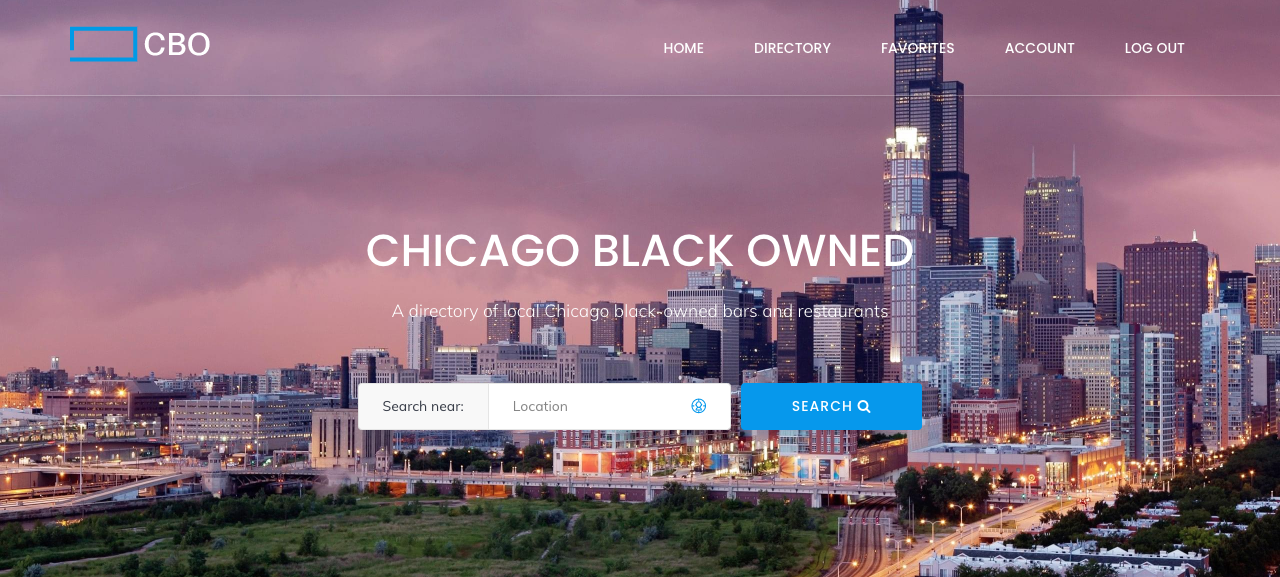 CBO
HOME DIRECTORY FAVORITES ACCOUNT LOG OUT
CHICAGO BLACK OWNED
A directory of local Chicago black-owned bars and restaurants
Search near: Location SEARCH